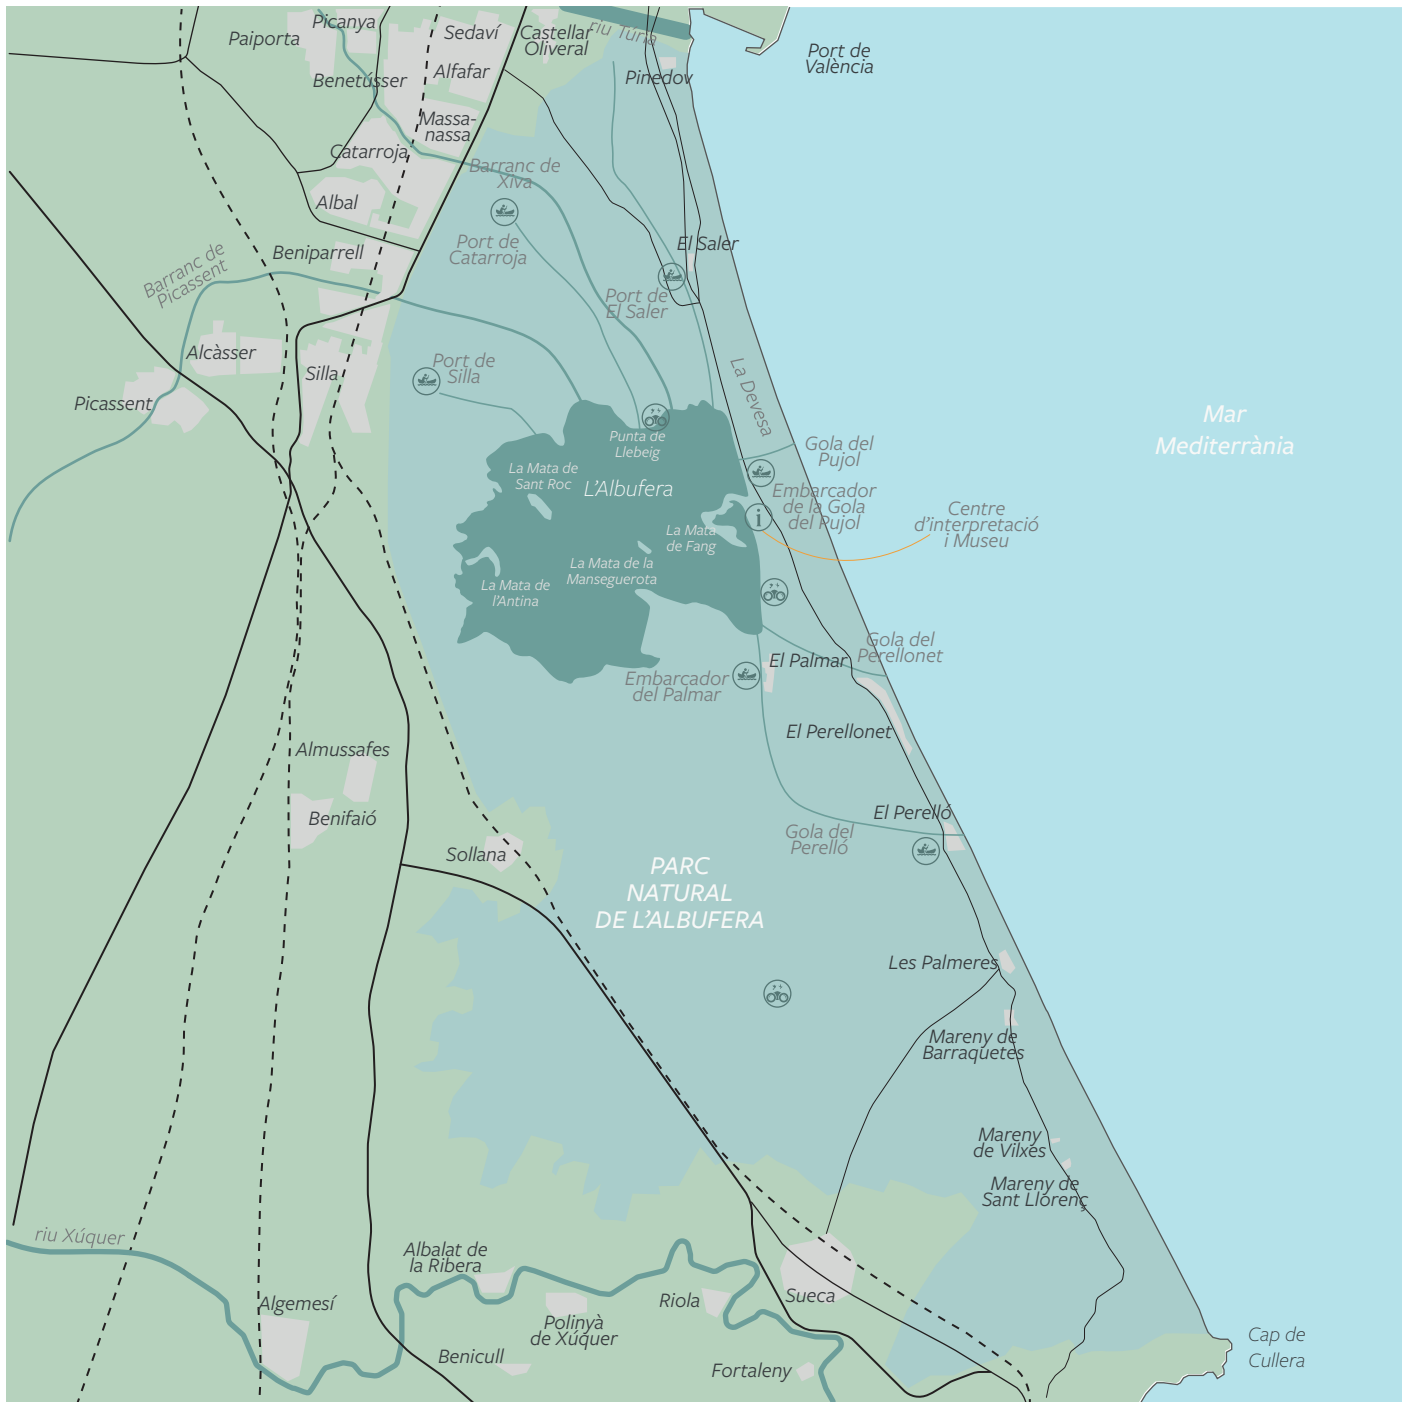 Picanya
Paiporta
Sedaví
Castellar
Oliveral
riu Túria
Port de
València
Benetússer
Alfafar
Pinedov
Massa-
nassa
Catarroja
Barranc de
Xiva
Albal
Port de
Catarroja
El Saler
Beniparrell
Barranc de
Picassent
Port de
El Saler
Alcàsser
Silla
Port de
Silla
La Devesa
Picassent
Mar
Mediterrània
Punta de
Llebeig
Gola del
Pujol
La Mata de
Sant Roc
L'Albufera
Embarcador
de la Gola
del Pujol
Centre
d'interpretació
i Museu
i
La Mata
de Fang
La Mata de la
Manseguerota
La Mata de
l'Antina
Gola del
Perellonet
El Palmar
Embarcador
del Palmar
El Perellonet
Almussafes
Benifaió
El Perelló
Gola del
Perelló
Sollana
PARC
NATURAL
DE L'ALBUFERA
Les Palmeres
Mareny de
Barraquetes
Mareny
de Vilxes
Mareny de
Sant Llorenç
riu Xúquer
Albalat de
la Ribera
Algemesí
Riola
Sueca
Polinyà
de Xúquer
Benicull
Fortaleny
Cap de
Cullera